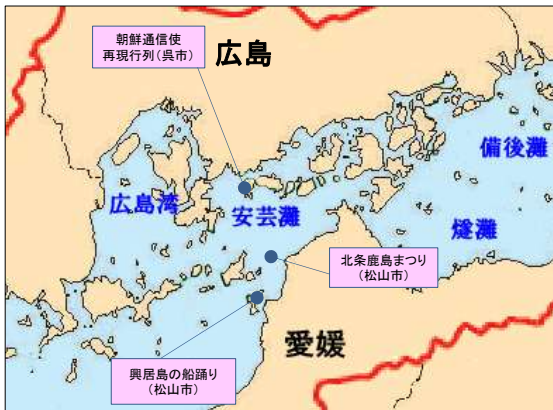 朝鮮通信使
再現行列(呉市)
広島
備後灘
広島湾
安芸灘
燧灘
北条鹿島まつり
(松山市)
愛媛
興居島の船踊り
(松山市)